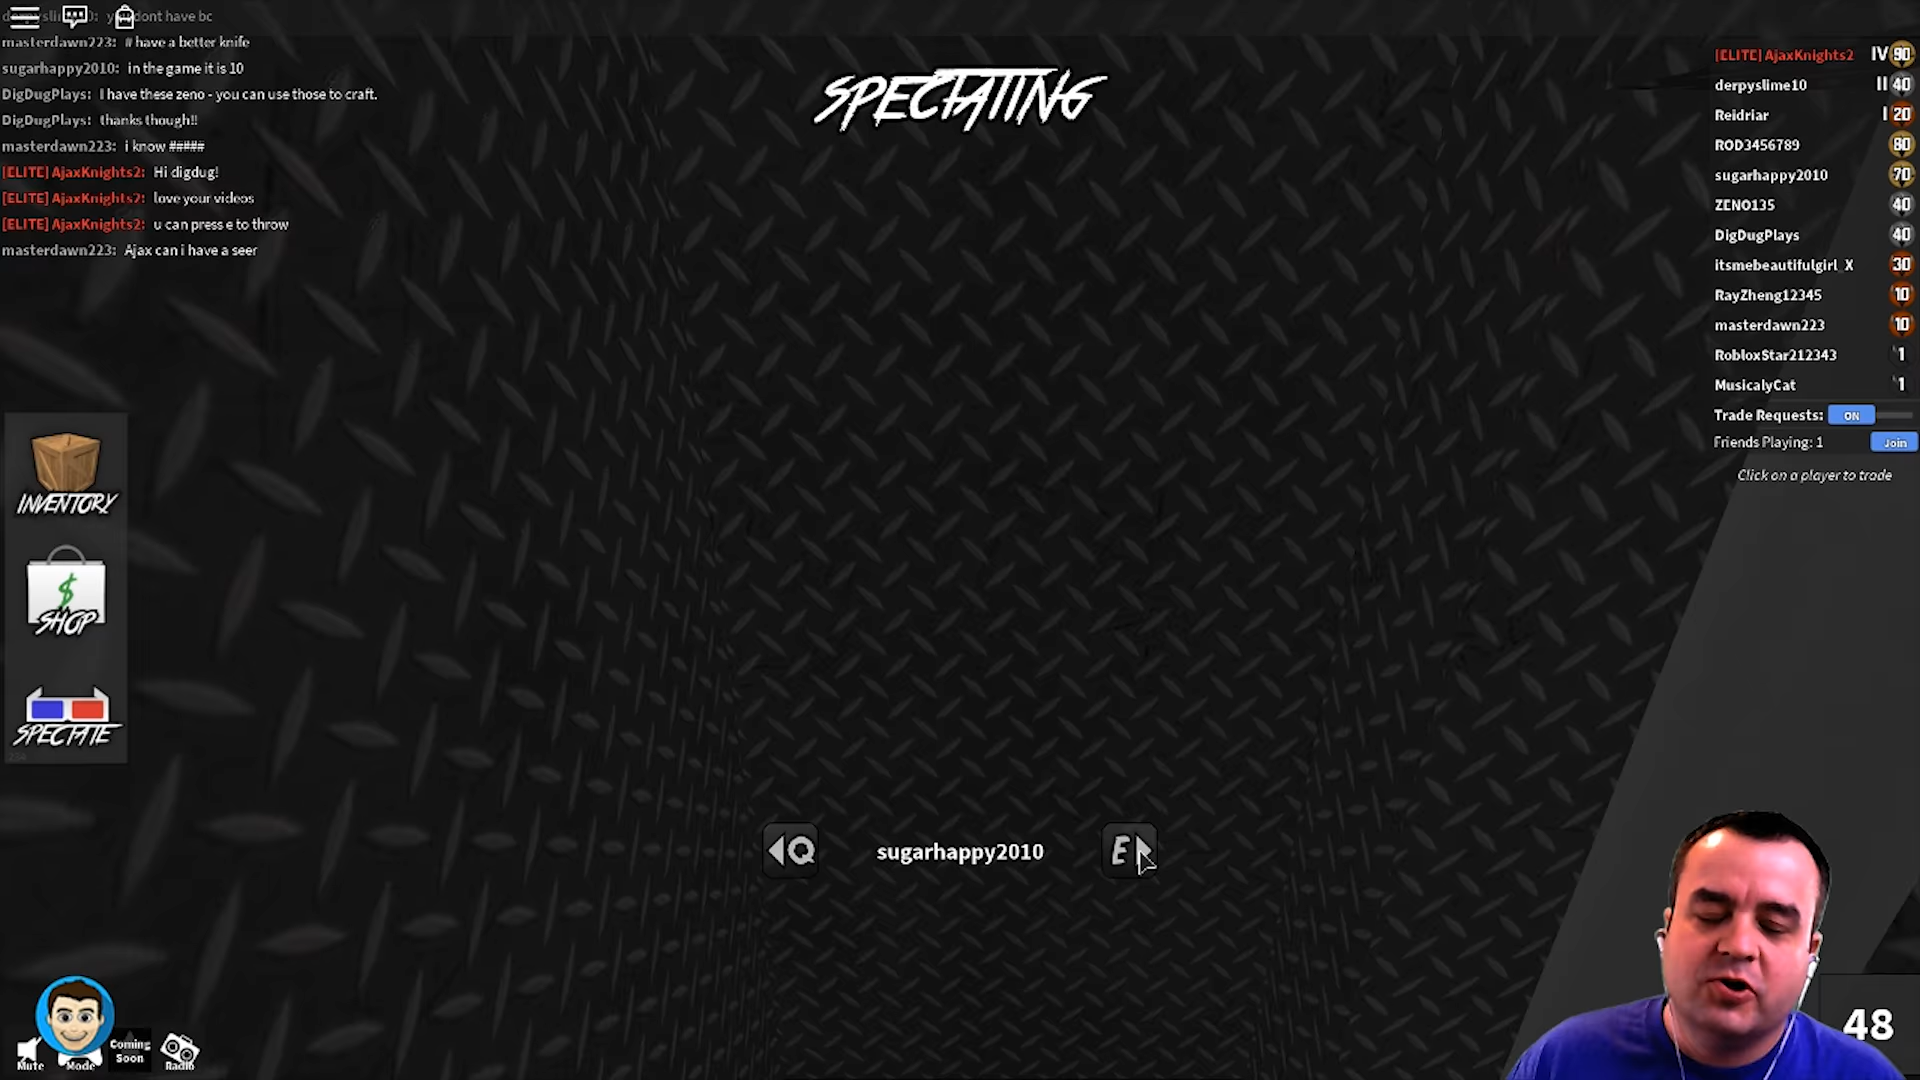 dont have bc
masterdawn223: # have a better knife
sugarhappy2010: in the game it is 10
DigDugPlays: I have these zeno - you can use those to craft.
DigDugPlays: thanks though!!
masterdawn223: i know #####
[ELITE] AjaxKnights2: Hi digdug!
[ELITE] AjaxKnights2: love your videos
[ELITE] AjaxKnights2: u can press e to throw
masterdawn223: Ajax can i have a seer
SPECTATING
[ELITE] AjaxKnights2 IV 90
derpyslime10 II 40
Reidriar I 20
ROD3456789 80
sugarhappy2010 70
ZENO135 40
DigDugPlays 40
itsmebeautifulgirl_X 30
RayZheng12345 10
masterdawn223 10
RobloxStar212343 1
MusicalyCat 1
Trade Requests: ON
Friends Playing: 1 Join
Click on a player to trade
INVENTORY
$
SHOP
SPECTATE
Q sugarhappy2010 E
48
Mute
Mode
Coming
Soon
Radio